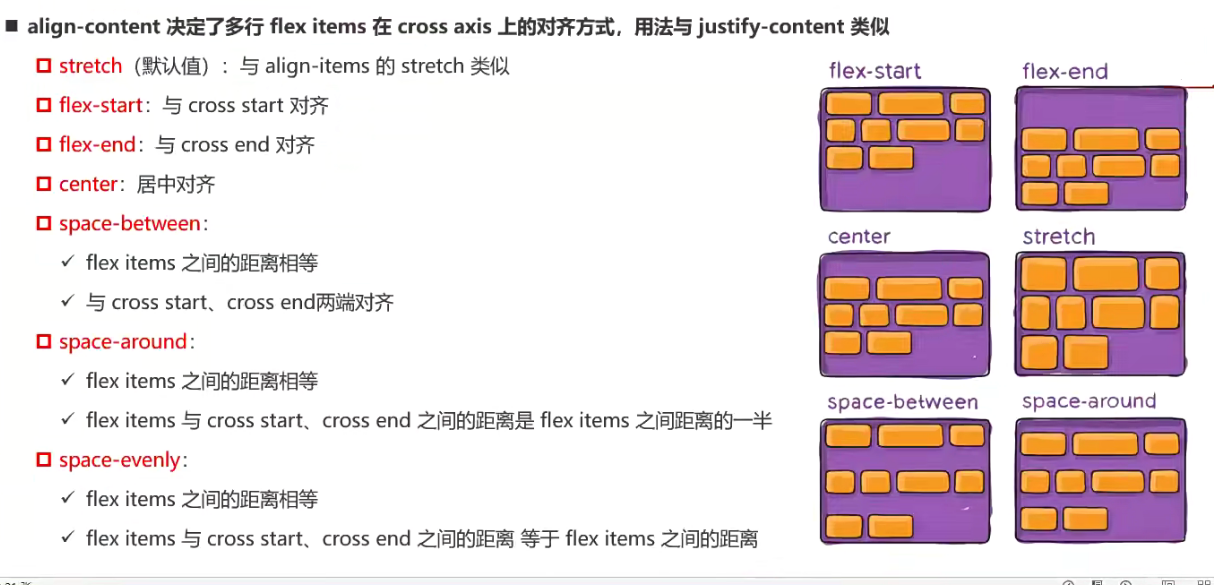 align-content 决定了多行 flex items 在 cross axis 上的对齐方式，用法与 justify-content 类似
stretch（默认值）：与 align-items 的 stretch 类似
flex-start：与 cross start 对齐
flex-end：与 cross end 对齐
center：居中对齐
space-between：
flex items 之间的距离相等
与 cross start、cross end两端对齐
space-around：
flex items 之间的距离相等
flex items 与 cross start、cross end 之间的距离是 flex items 之间距离的一半
space-evenly：
flex items 之间的距离相等
flex items 与 cross start、cross end 之间的距离 等于 flex items 之间的距离
flex-start
flex-end
center
stretch
space-between
space-around